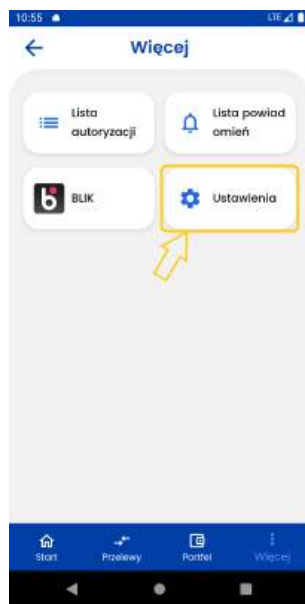 10:55 LTE
Więcej
Lista
autoryzacji
Lista powiad
omień
BLIK
Ustawienia
Start Przelewy Portfel Więcej